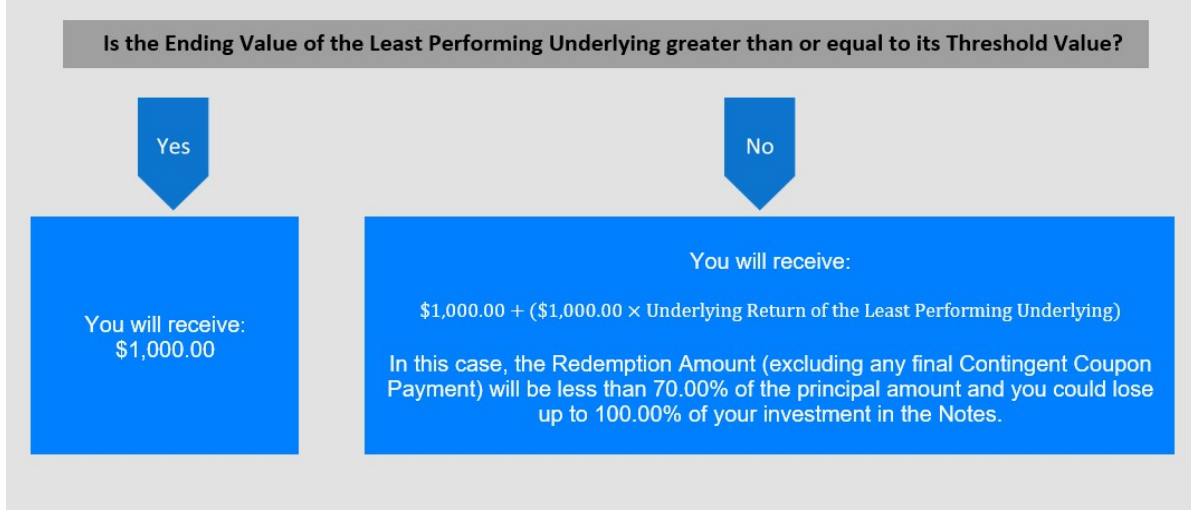 Is the Ending Value of the Least Performing Underlying greater than or equal to its Threshold Value?
Yes
No
You will receive:
$1,000.00
You will receive:
$1,000.00 + ($1,000.00 × Underlying Return of the Least Performing Underlying)
In this case, the Redemption Amount (excluding any final Contingent Coupon
Payment) will be less than 70.00% of the principal amount and you could lose
up to 100.00% of your investment in the Notes.